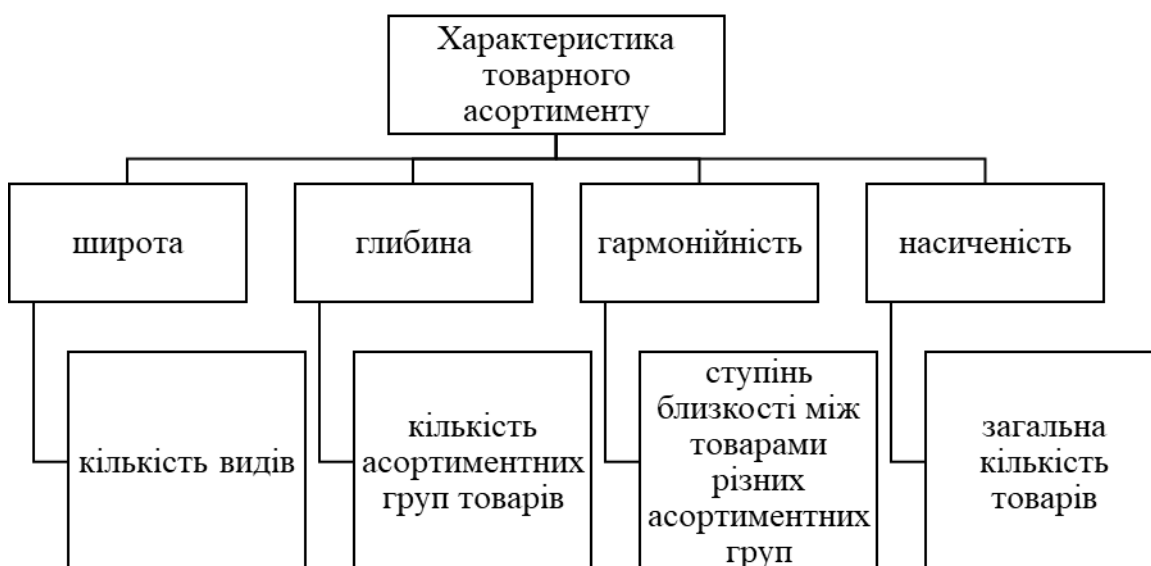 Характеристика
товарного
асортименту
широта
глибина
гармонійність
насиченість
кількість видів
кількість
асортиментних
груп товарів
ступінь
близкості між
товарами
різних
асортиментних
груп
загальна
кількість
товарів